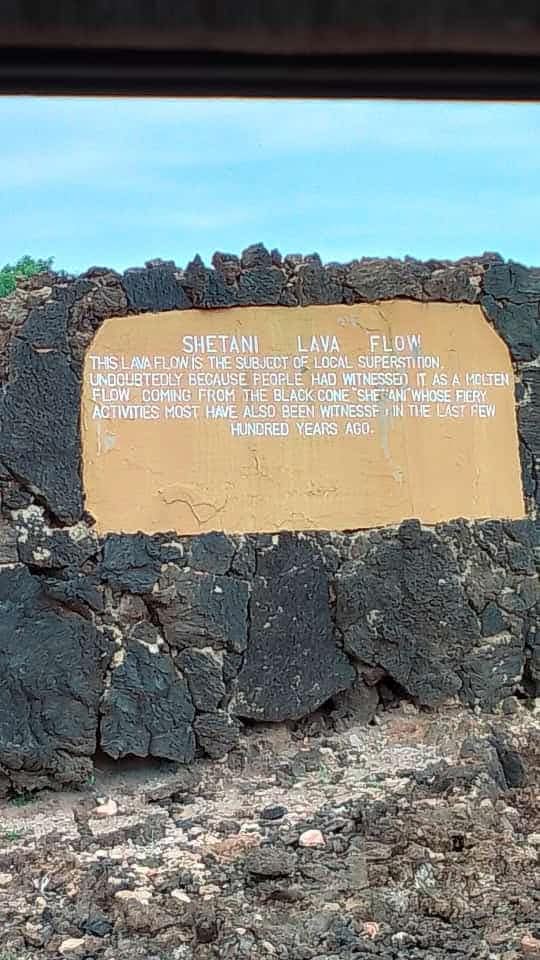 SHETANI LAVA FLOW
THIS LAVA FLOW IS THE SUBJECT OF LOCAL SUPERSTITION,
UNDOUBTEDLY BECAUSE PEOPLE HAD WITNESSED IT AS A MOLTEN
FLOW COMING FROM THE BLACK CONE "SHETANI" WHOSE FIERY
ACTIVITIES MOST HAVE ALSO BEEN WITNESSED IN THE LAST FEW
HUNDRED YEARS AGO.